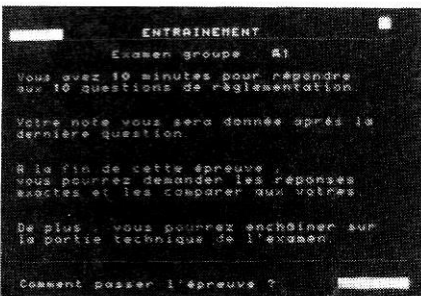 ENTRAINEMENT
Examen groupe A1
Vous avez 10 minutes pour répondre
aux 10 questions de règlementation.
Votre note vous sera donnée après la
dernière question.
A la fin de cette épreuve ,
vous pourrez demander les réponses
exactes et les comparer aux votres.
De plus , vous pourrez enchaîner sur
la partie technique de l'examen.
Comment passer l'épreuve ?